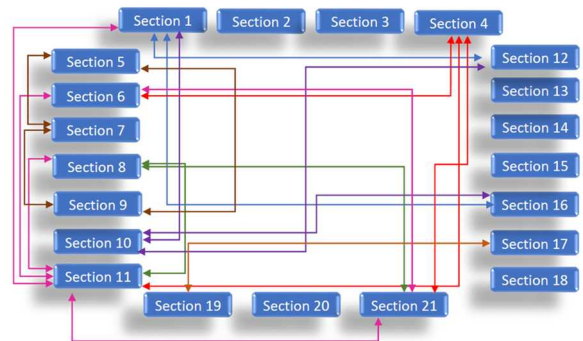 Section 1
Section 2
Section 3
Section 4
Section 5
Section 6
Section 7
Section 8
Section 9
Section 10
Section 11
Section 12
Section 13
Section 14
Section 15
Section 16
Section 17
Section 18
Section 19
Section 20
Section 21